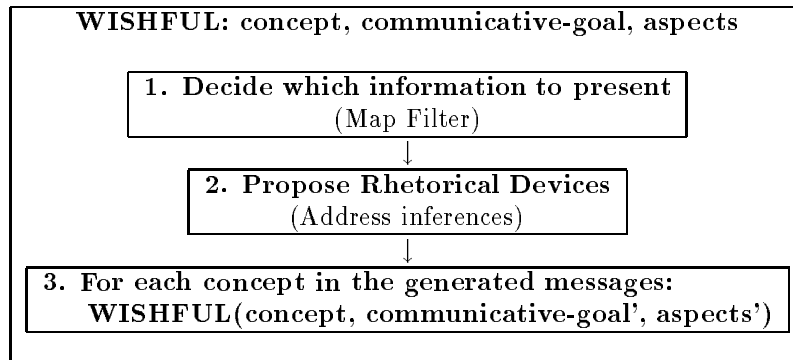 WISHFUL: concept, communicative-goal, aspects
1. Decide which information to present
(Map Filter)
↓
2. Propose Rhetorical Devices
(Address inferences)
↓
3. For each concept in the generated messages:
WISHFUL(concept, communicative-goal', aspects')